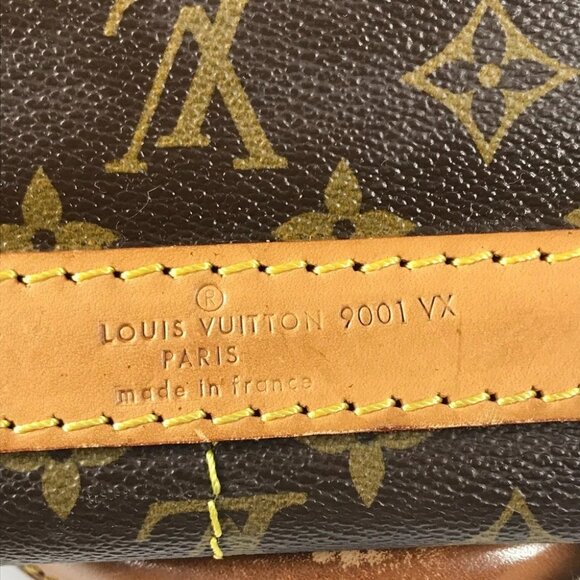 ®
LOUIS VUITTON 9001 VX
PARIS
made in france